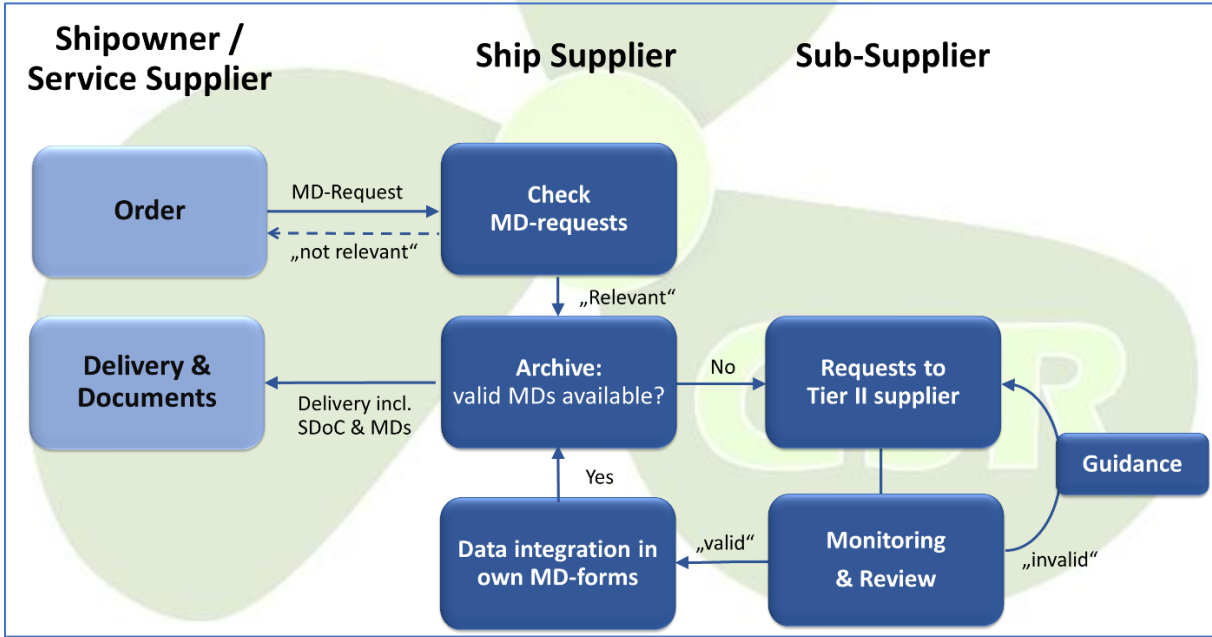 Shipowner /
Service Supplier
Ship Supplier
Sub-Supplier
Order
MD-Request
„not relevant“
Check
MD-requests
„Relevant“
Delivery &
Documents
Delivery incl.
SDoC & MDs
Archive:
valid MDs available?
No
Requests to
Tier II supplier
Guidance
Yes
Data integration in
own MD-forms
„valid“
Monitoring
& Review
„invalid“